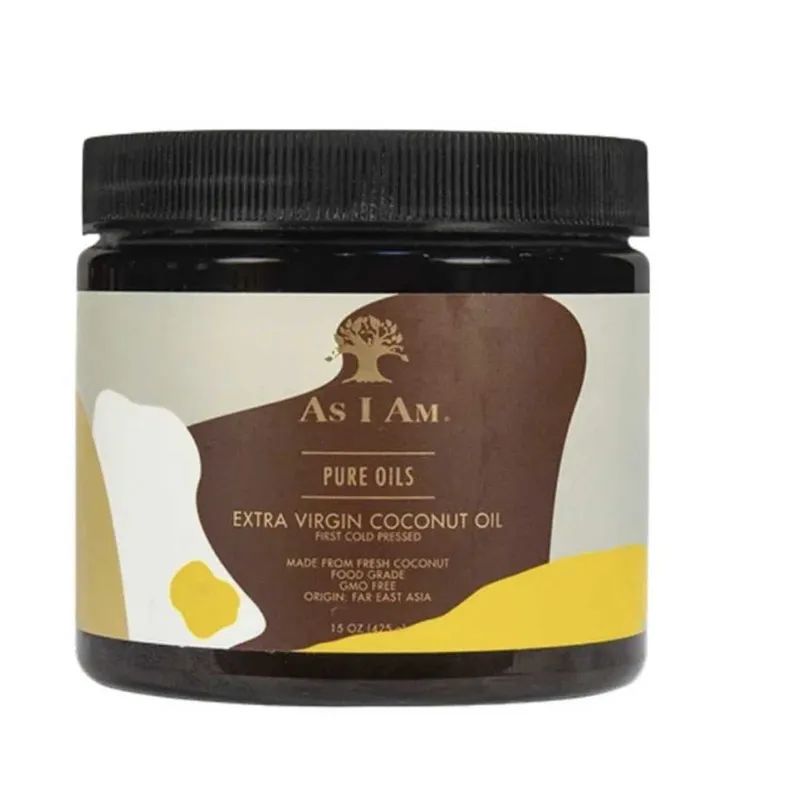 AS I AM®
PURE OILS
EXTRA VIRGIN COCONUT OIL
FIRST COLD PRESSED
MADE FROM FRESH COCONUT
FOOD GRADE
GMO FREE
ORIGIN: FAR EAST ASIA
15 OZ (425 g)